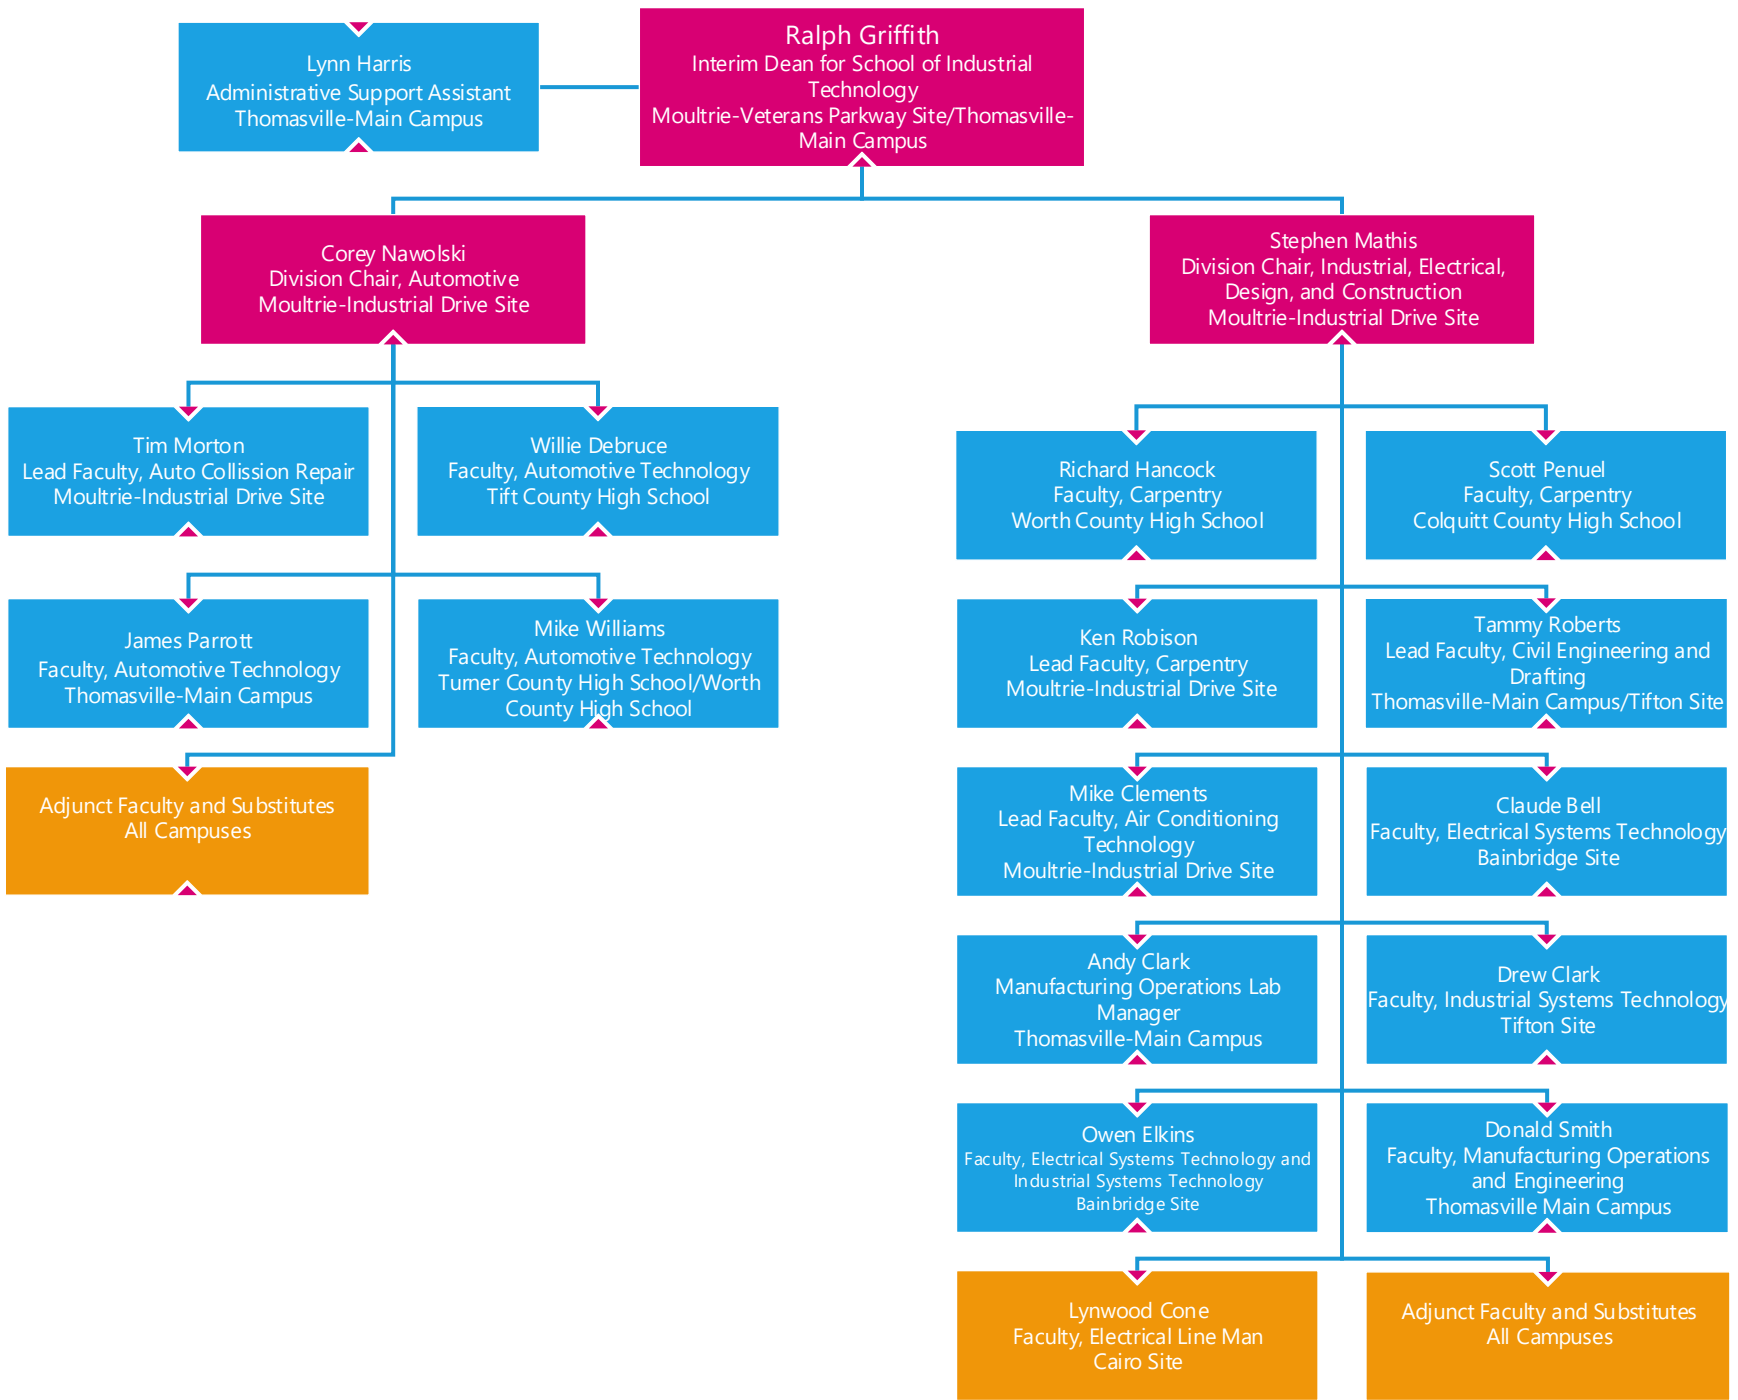 Lynn Harris
Administrative Support Assistant
Thomasville-Main Campus
Ralph Griffith
Interim Dean for School of Industrial
Technology
Moultrie-Veterans Parkway Site/Thomasville-
Main Campus
Corey Nawolski
Division Chair, Automotive
Moultrie-Industrial Drive Site
Stephen Mathis
Division Chair, Industrial, Electrical,
Design, and Construction
Moultrie-Industrial Drive Site
Tim Morton
Lead Faculty, Auto Collission Repair
Moultrie-Industrial Drive Site
Willie Debruce
Faculty, Automotive Technology
Tift County High School
James Parrott
Faculty, Automotive Technology
Thomasville-Main Campus
Mike Williams
Faculty, Automotive Technology
Turner County High School/Worth
County High School
Adjunct Faculty and Substitutes
All Campuses
Richard Hancock
Faculty, Carpentry
Worth County High School
Scott Penuel
Faculty, Carpentry
Colquitt County High School
Ken Robison
Lead Faculty, Carpentry
Moultrie-Industrial Drive Site
Tammy Roberts
Lead Faculty, Civil Engineering and
Drafting
Thomasville-Main Campus/Tifton Site
Mike Clements
Lead Faculty, Air Conditioning
Technology
Moultrie-Industrial Drive Site
Claude Bell
Faculty, Electrical Systems Technology
Bainbridge Site
Andy Clark
Manufacturing Operations Lab
Manager
Thomasville-Main Campus
Drew Clark
Faculty, Industrial Systems Technology
Tifton Site
Owen Elkins
Faculty, Electrical Systems Technology and
Industrial Systems Technology
Bainbridge Site
Donald Smith
Faculty, Manufacturing Operations
and Engineering
Thomasville Main Campus
Lynwood Cone
Faculty, Electrical Line Man
Cairo Site
Adjunct Faculty and Substitutes
All Campuses